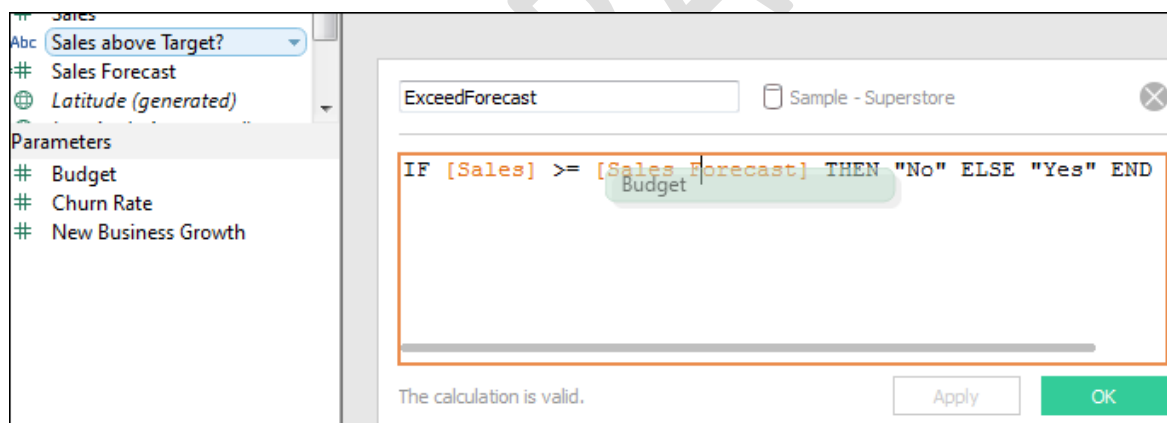 Sales
Abc Sales above Target?
Sales Forecast
Latitude (generated)
Parameters
# Budget
# Churn Rate
# New Business Growth
ExceedForecast
Sample - Superstore
IF [Sales] >= [Sales Forecast] THEN "No" ELSE "Yes" END
Budget
The calculation is valid.
Apply
OK